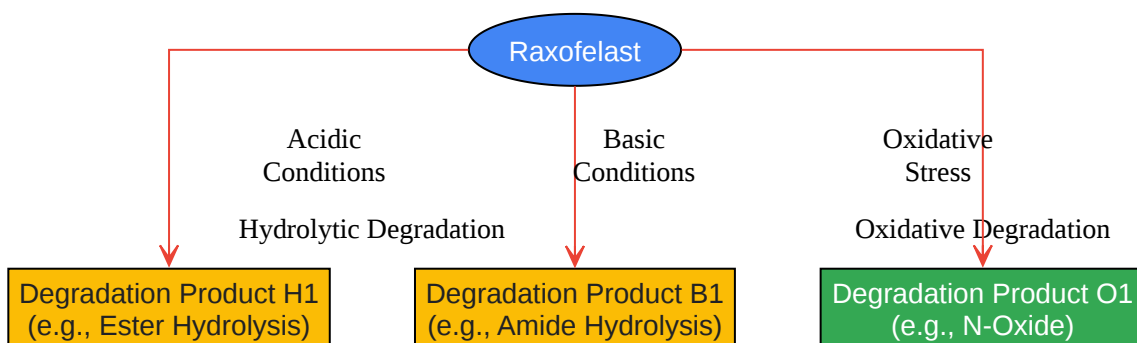 Raxofelast
Acidic
Conditions
Basic
Conditions
Oxidative
Stress
Hydrolytic Degradation
Oxidative Degradation
Degradation Product H1
(e.g., Ester Hydrolysis)
Degradation Product B1
(e.g., Amide Hydrolysis)
Degradation Product O1
(e.g., N-Oxide)